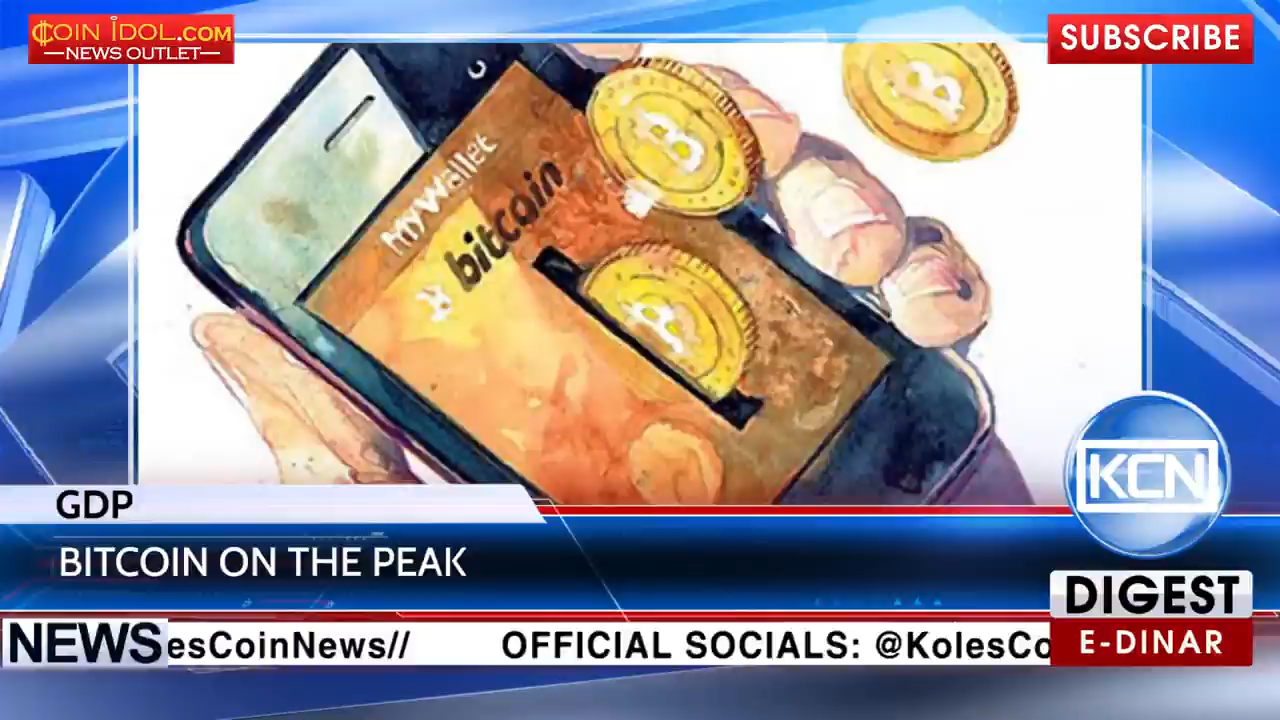 COIN IDOL.COM
NEWS OUTLET
SUBSCRIBE
MyWallet
bitcoin
GDP
BITCOIN ON THE PEAK
KCN
DIGEST
E-DINAR
NEWS
esCoinNews// OFFICIAL SOCIALS: @KolesCo